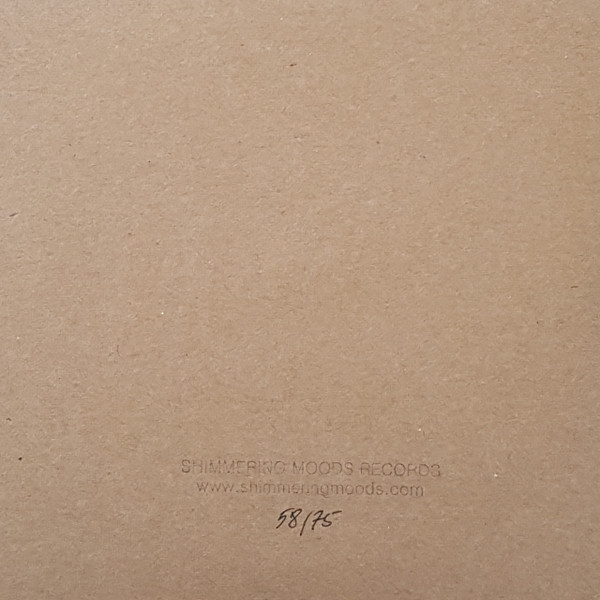 SHIMMERING MOODS RECORDS
www.shimmeringmoods.com
58/75